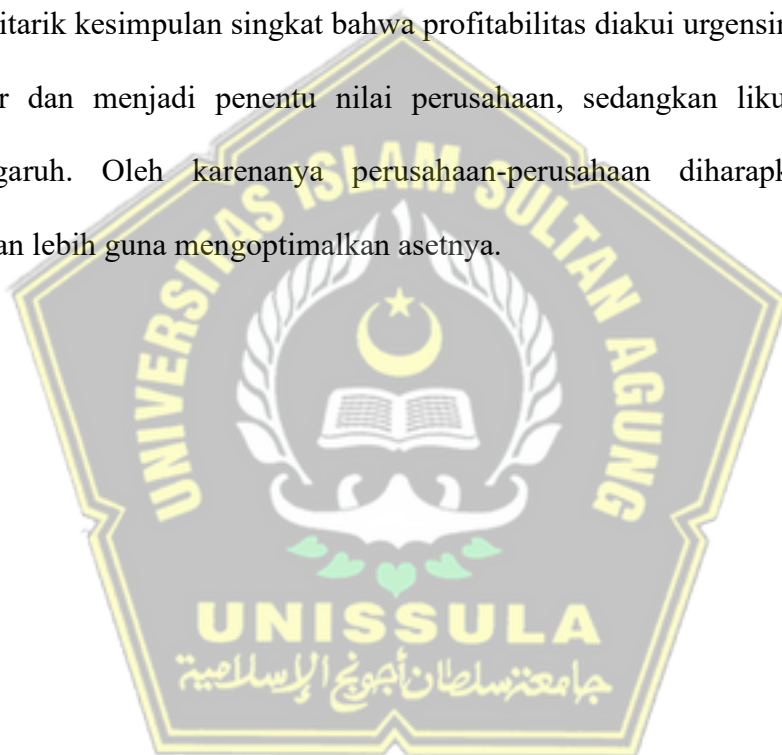 itarik kesimpulan singkat bahwa profitabilitas diakui urgensin
r dan menjadi penentu nilai perusahaan, sedangkan liku
garuh. Oleh karenanya perusahaan-perusahaan diharapk
an lebih guna mengoptimalkan asetnya.
UNIVERSITAS ISLAM SULTAN AGUNG
UNISSULA
جامعة سلطان أجونج الإسلامية